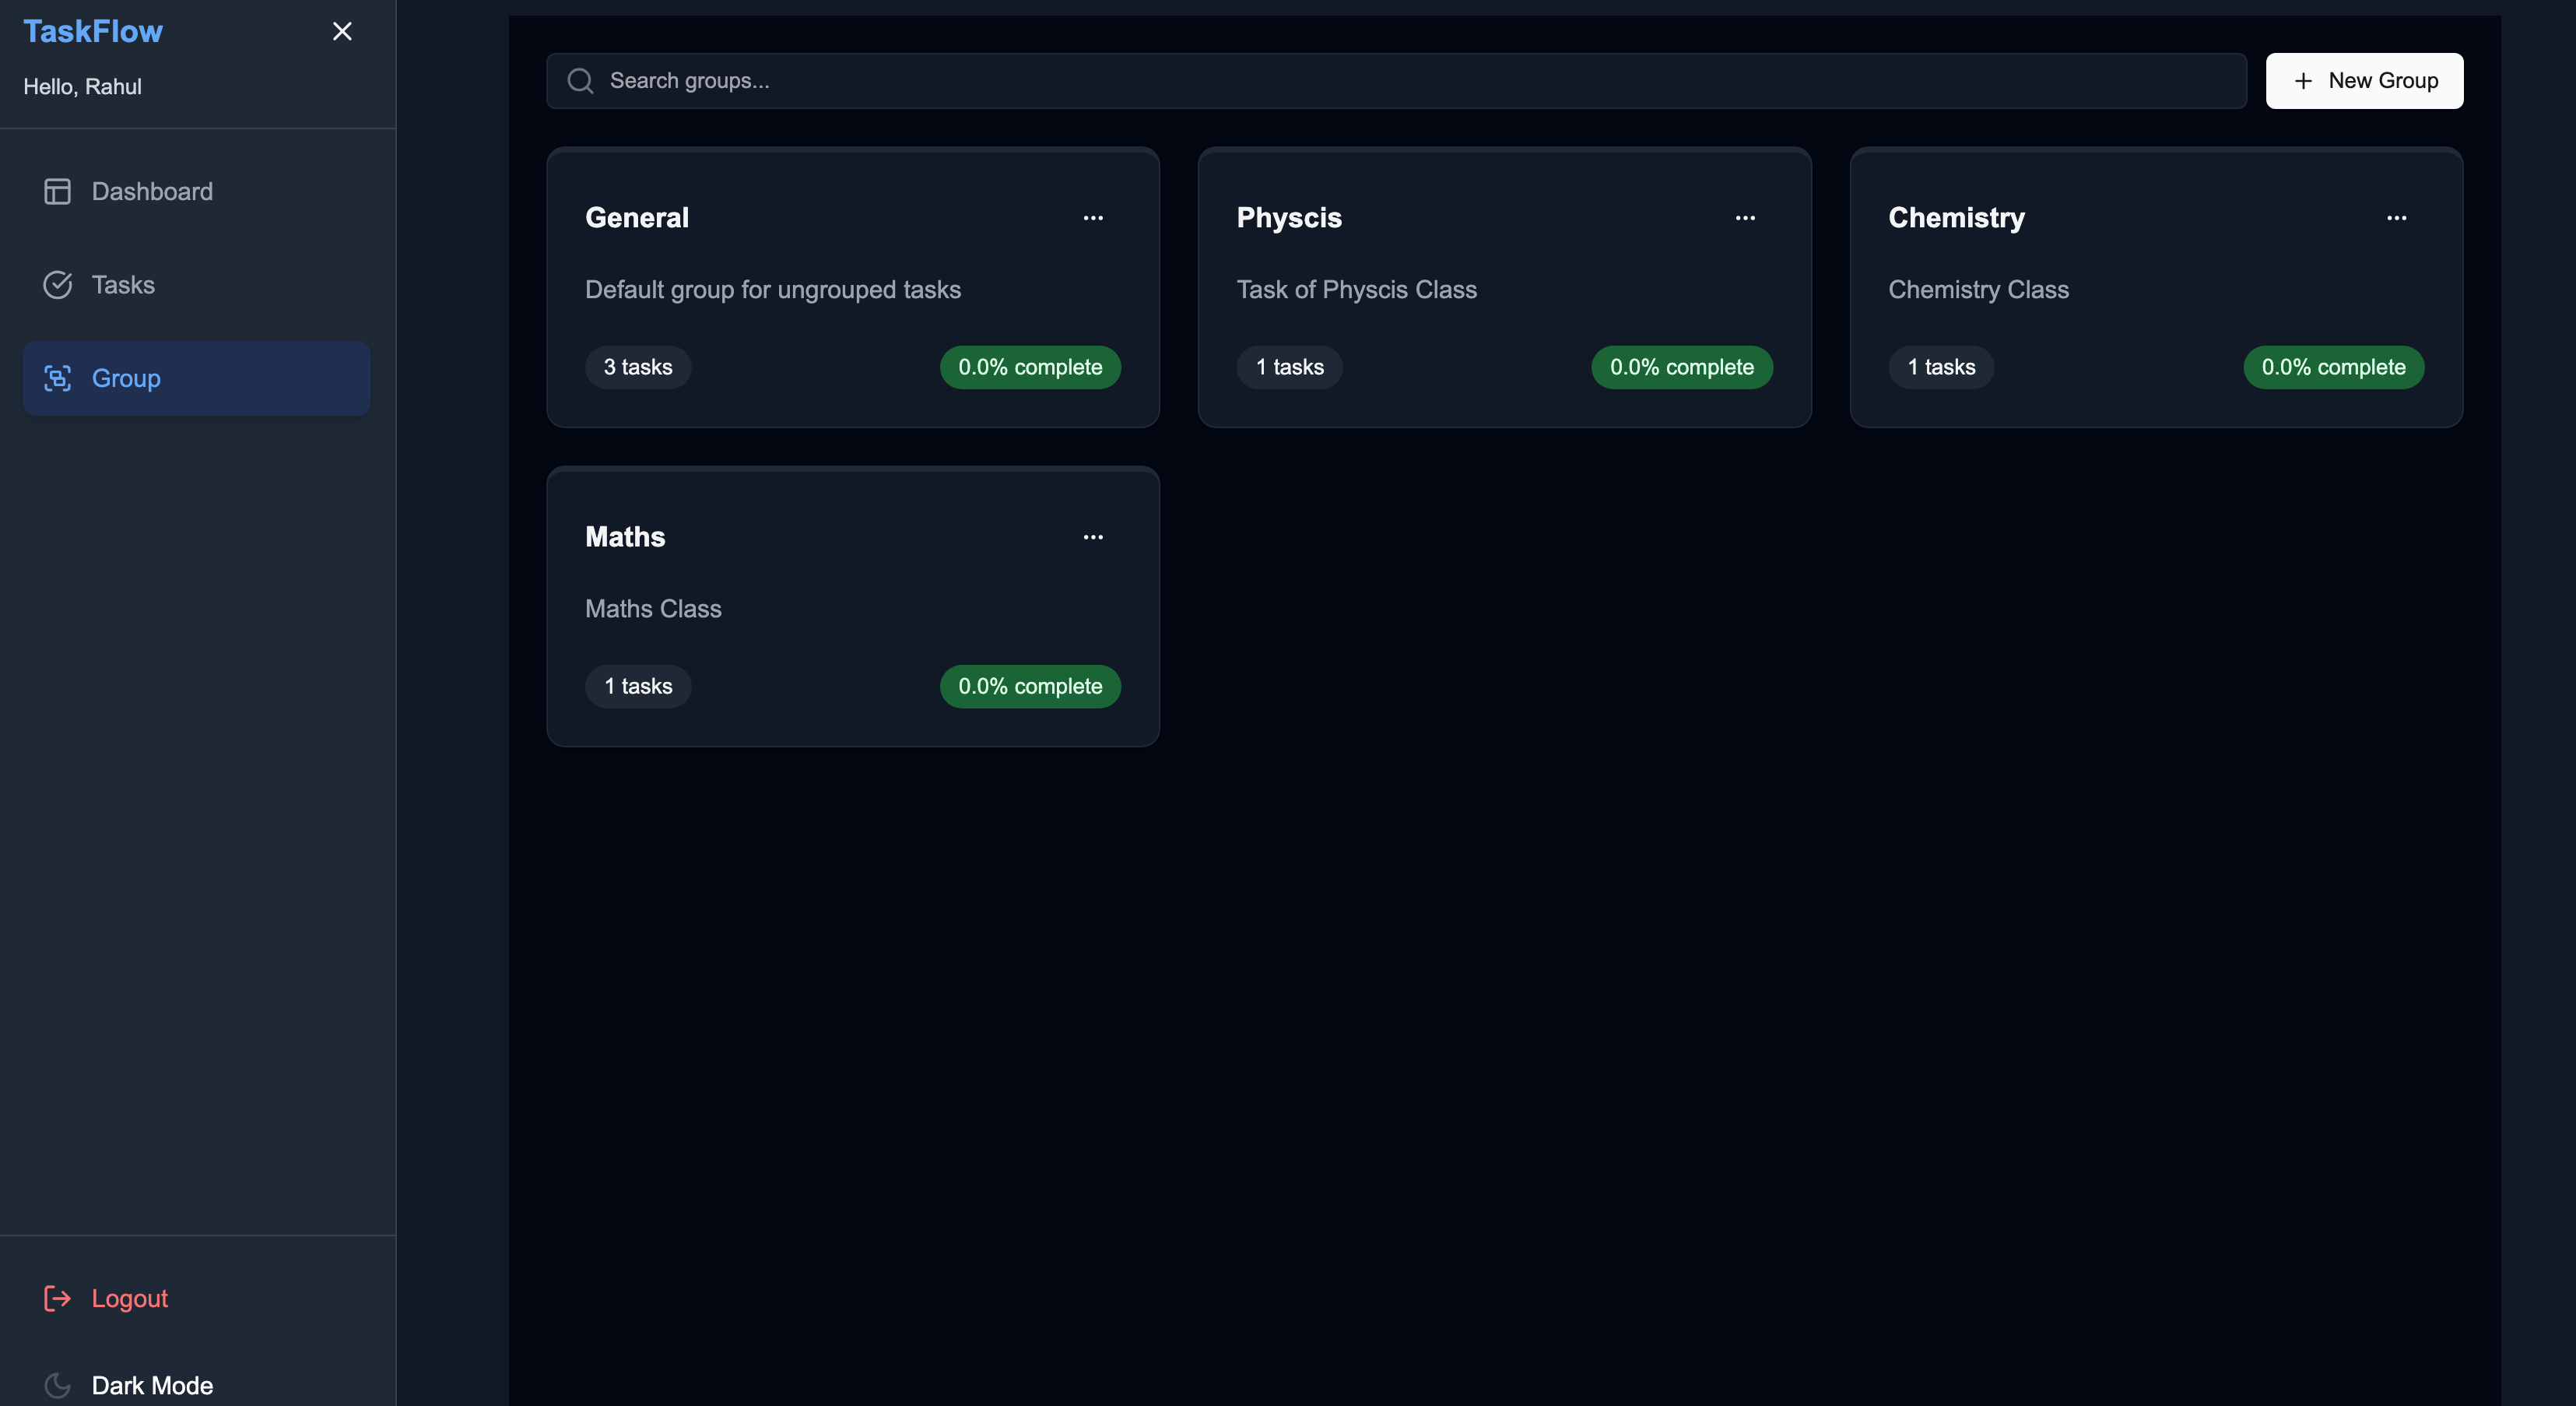 TaskFlow
Hello, Rahul
Dashboard
Tasks
Group
Logout
Dark Mode
Search groups...
New Group
General
Default group for ungrouped tasks
3 tasks
0.0% complete
Physcis
Task of Physcis Class
1 tasks
0.0% complete
Chemistry
Chemistry Class
1 tasks
0.0% complete
Maths
Maths Class
1 tasks
0.0% complete